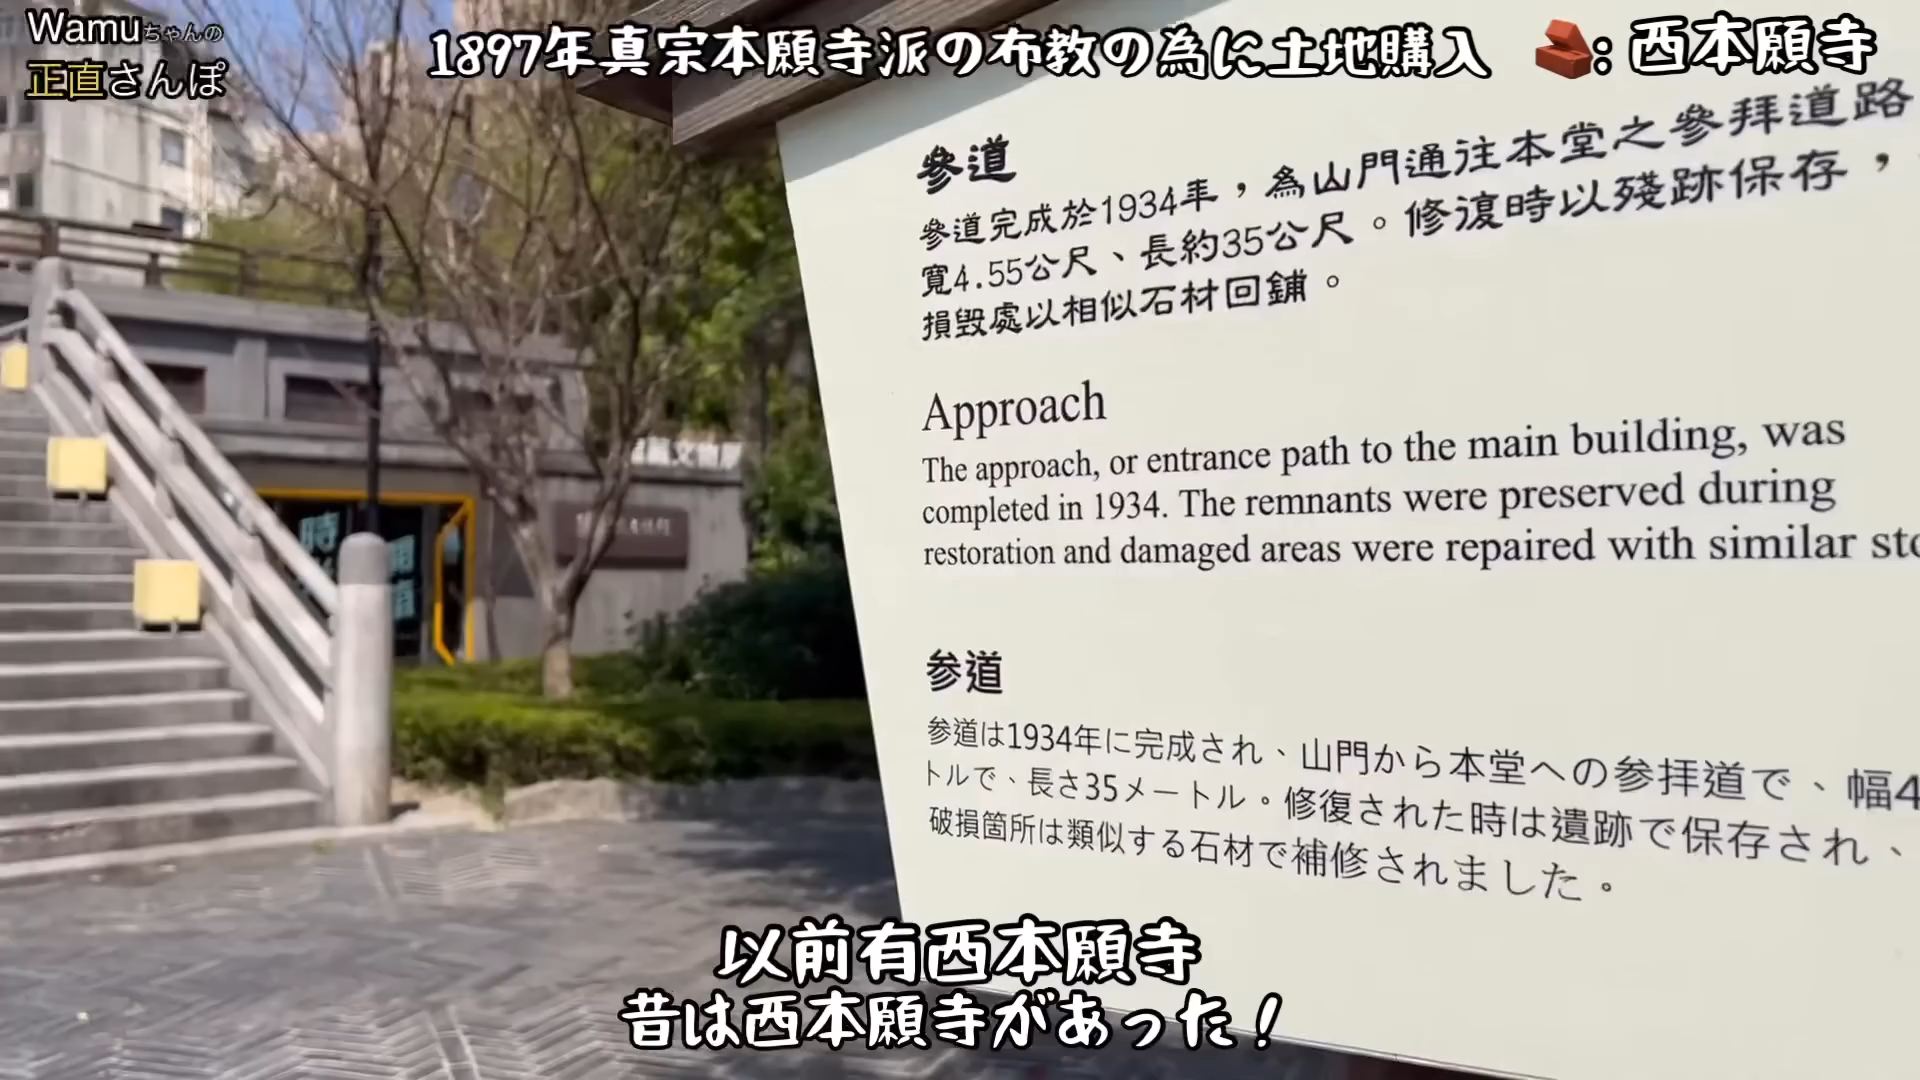 Wamuちゃんの
正直さんぽ
1897年真宗本願寺派の布教の為に土地購入
: 西本願寺
參道
參道完成於1934年，為山門通往本堂之參拜道路
寬4.55公尺、長約35公尺。修復時以殘跡保存，
損毀處以相似石材回鋪。
Approach
The approach, or entrance path to the main building, was
completed in 1934. The remnants were preserved during
restoration and damaged areas were repaired with similar sto
参道
参道は1934年に完成され、山門から本堂への参拝道で、幅4
トルで、長さ35メートル。修復された時は遺跡で保存され、
破損箇所は類似する石材で補修されました。
以前有西本願寺
昔は西本願寺があった！